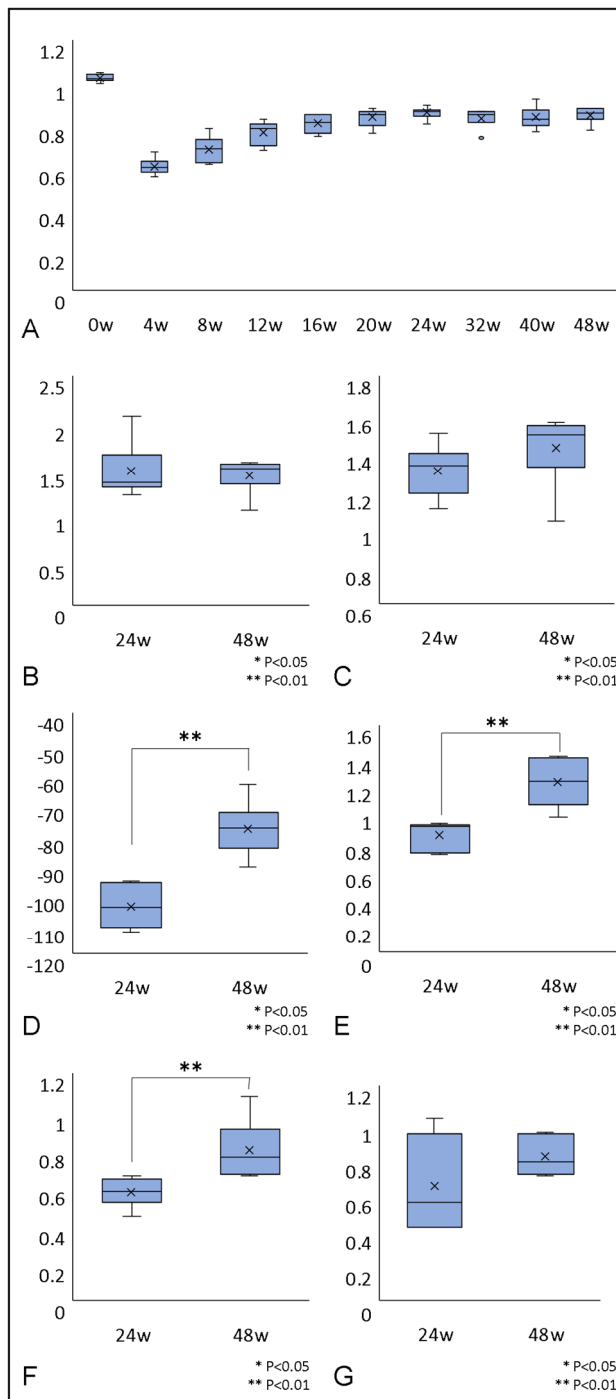 1.2
1
0.8
0.6
0.4
0.2
0
A 0w 4w 8w 12w 16w 20w 24w 32w 40w 48w
2.5
2
1.5
1
0.5
0
24w 48w
* P<0.05
B ** P<0.01
1.8
1.6
1.4
1.2
1
0.8
0.6
24w 48w
* P<0.05
C ** P<0.01
-40
-50
-60
-70
-80
-90
-100
-110
-120
**
24w 48w
* P<0.05
D ** P<0.01
1.6
1.4
1.2
1
0.8
0.6
0.4
0.2
0
**
24w 48w
* P<0.05
E ** P<0.01
1.2
1
0.8
0.6
0.4
0.2
0
**
24w 48w
* P<0.05
F ** P<0.01
1.2
1
0.8
0.6
0.4
0.2
0
24w 48w
* P<0.05
G ** P<0.01